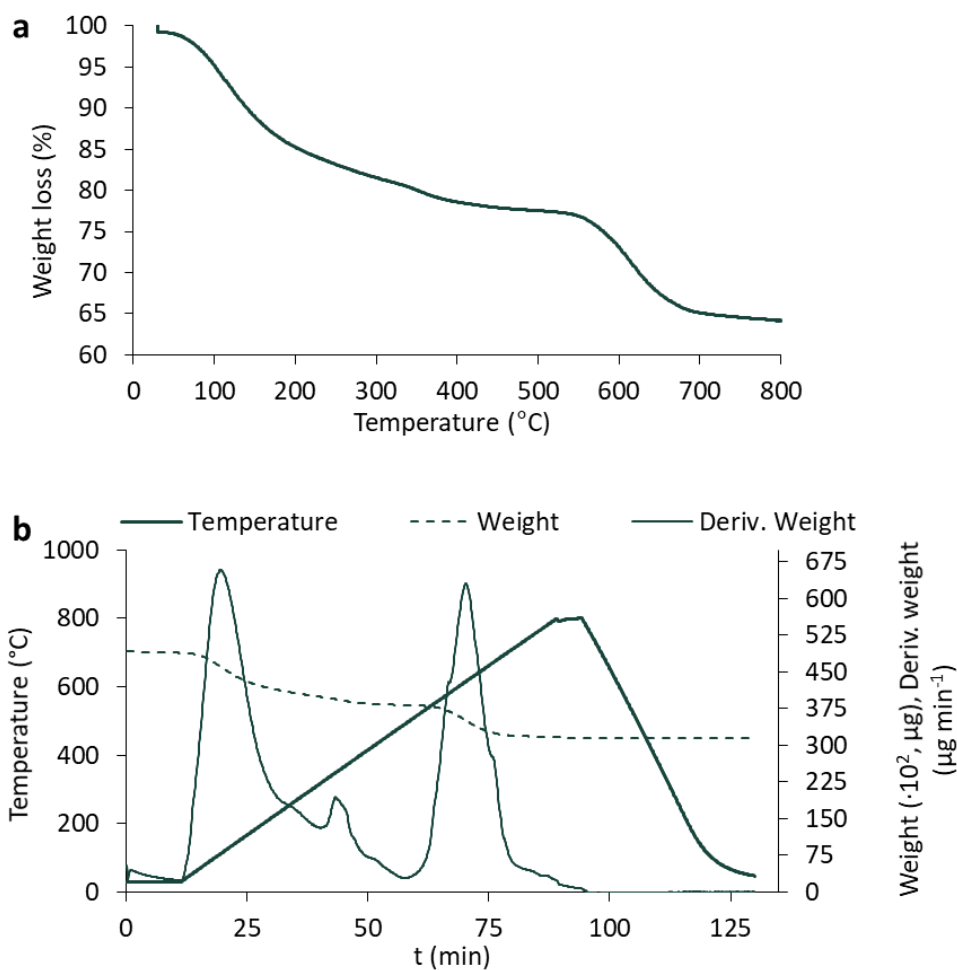 a
100
95
90
85
80
75
70
65
60
Weight loss (%)
0 100 200 300 400 500 600 700 800
Temperature (°C)
b
Temperature Weight Deriv. Weight
1000
800
600
400
200
0
Temperature (°C)
675
600
525
450
375
300
225
150
75
0
Weight (·10², µg), Deriv. weight
(µg min⁻¹)
0 25 50 75 100 125
t (min)